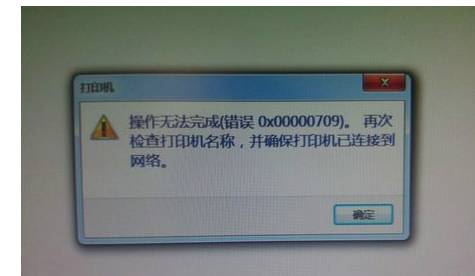 打印机
操作无法完成(错误 0x00000709)。 再次
检查打印机名称，并确保打印机已连接到
网络。
确定